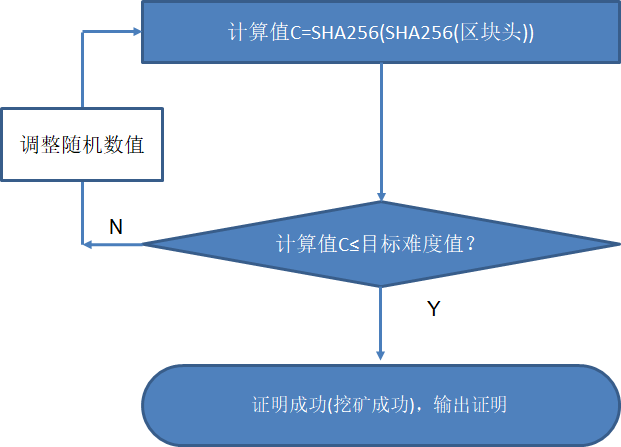 计算值C=SHA256(SHA256(区块头))
调整随机数值
N
计算值C≤目标难度值？
Y
证明成功(挖矿成功)，输出证明